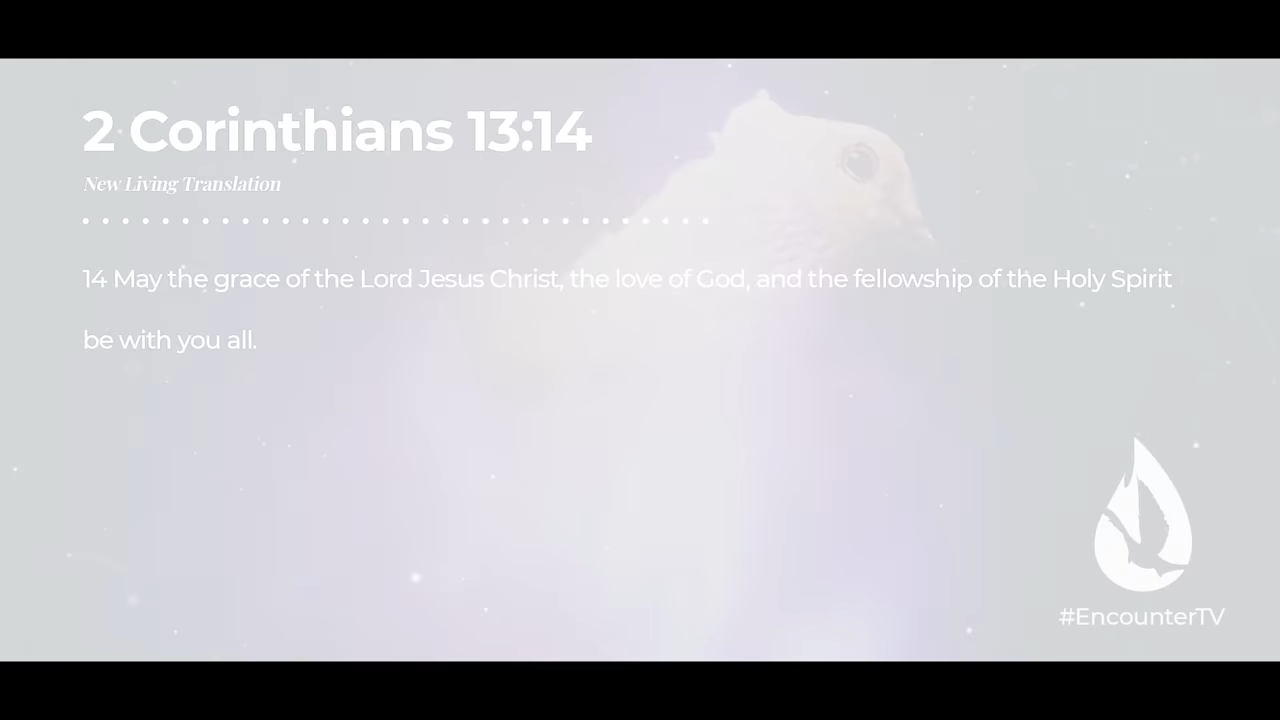 2 Corinthians 13:14
New Living Translation
14 May the grace of the Lord Jesus Christ, the love of God, and the fellowship of the Holy Spirit
be with you all.
#EncounterTV